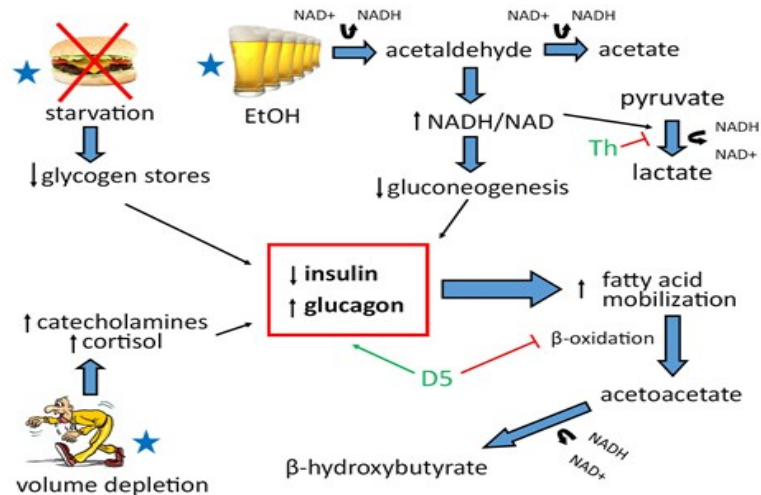 NAD+ NADH
NAD+ NADH
acetaldehyde
acetate
starvation
EtOH
pyruvate
↑ NADH/NAD
NADH
Th
NAD+
↓ glycogen stores
lactate
↓ gluconeogenesis
↓ insulin
↑ glucagon
↑ fatty acid
mobilization
↑ catecholamines
↑ cortisol
β-oxidation
D5
acetoacetate
NADH
NAD+
β-hydroxybutyrate
volume depletion